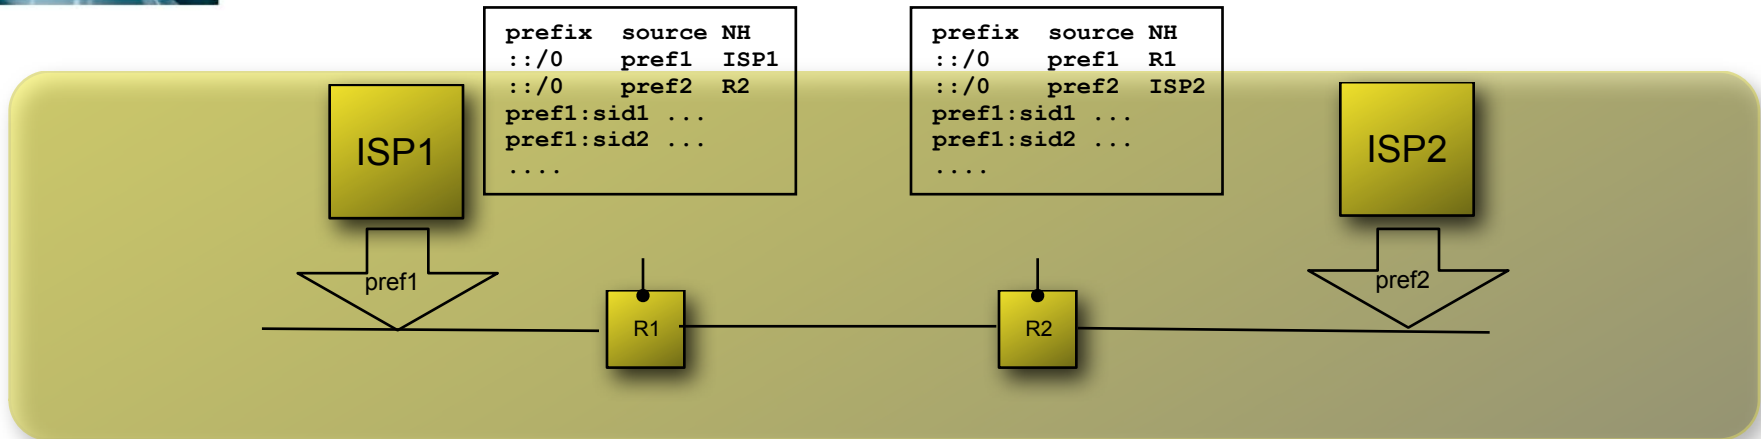 prefix source NH
::/0 pref1 ISP1
::/0 pref2 R2
pref1:sid1 ...
pref1:sid2 ...
....
prefix source NH
::/0 pref1 R1
::/0 pref2 ISP2
pref1:sid1 ...
pref1:sid2 ...
....
ISP1
ISP2
pref1
pref2
R1
R2